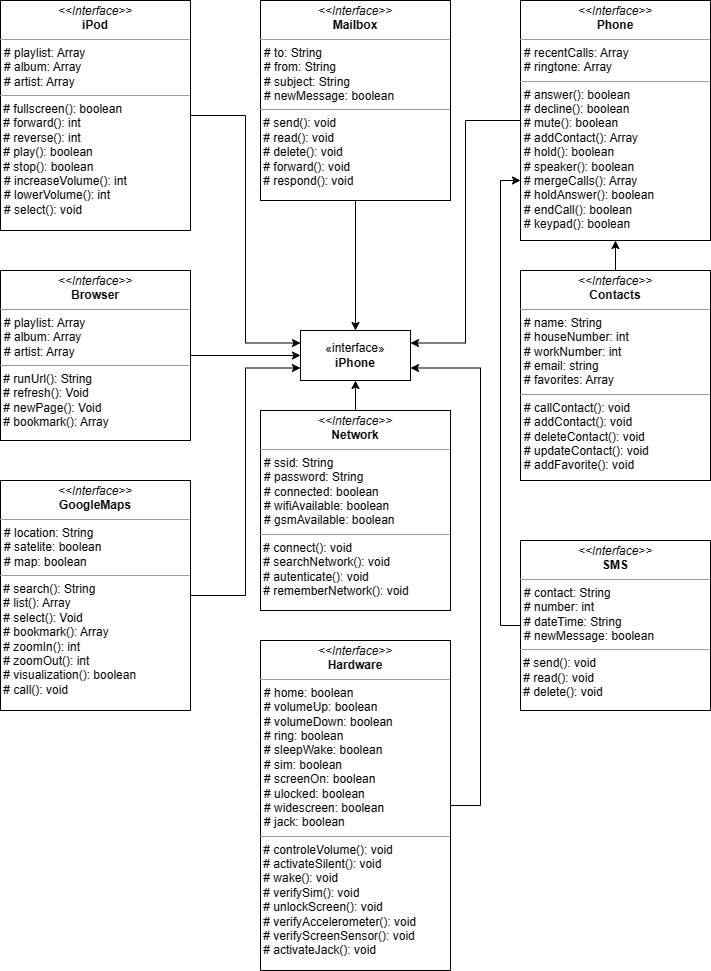 <<Interface>>
iPod
# playlist: Array
# album: Array
# artist: Array
# fullscreen(): boolean
# forward(): int
# reverse(): int
# play(): boolean
# stop(): boolean
# increaseVolume(): int
# lowerVolume(): int
# select(): void
<<Interface>>
Mailbox
# to: String
# from: String
# subject: String
# newMessage: boolean
# send(): void
# read(): void
# delete(): void
# forward(): void
# respond(): void
<<Interface>>
Phone
# recentCalls: Array
# ringtone: Array
# answer(): boolean
# decline(): boolean
# mute(): boolean
# addContact(): Array
# hold(): boolean
# speaker(): boolean
# mergeCalls(): Array
# holdAnswer(): boolean
# endCall(): boolean
# keypad(): boolean
<<Interface>>
Browser
# playlist: Array
# album: Array
# artist: Array
# runUrl(): String
# refresh(): Void
# newPage(): Void
# bookmark(): Array
«interface»
iPhone
<<Interface>>
Contacts
# name: String
# houseNumber: int
# workNumber: int
# email: string
# favorites: Array
# callContact(): void
# addContact(): void
# deleteContact(): void
# updateContact(): void
# addFavorite(): void
<<Interface>>
Network
# ssid: String
# password: String
# connected: boolean
# wifiAvailable: boolean
# gsmAvailable: boolean
# connect(): void
# searchNetwork(): void
# autenticate(): void
# rememberNetwork(): void
<<Interface>>
GoogleMaps
# location: String
# satelite: boolean
# map: boolean
# search(): String
# list(): Array
# select(): Void
# bookmark(): Array
# zoomIn(): int
# zoomOut(): int
# visualization(): boolean
# call(): void
<<Interface>>
SMS
# contact: String
# number: int
# dateTime: String
# newMessage: boolean
# send(): void
# read(): void
# delete(): void
<<Interface>>
Hardware
# home: boolean
# volumeUp: boolean
# volumeDown: boolean
# ring: boolean
# sleepWake: boolean
# sim: boolean
# screenOn: boolean
# ulocked: boolean
# widescreen: boolean
# jack: boolean
# controleVolume(): void
# activateSilent(): void
# wake(): void
# verifySim(): void
# unlockScreen(): void
# verifyAccelerometer(): void
# verifyScreenSensor(): void
# activateJack(): void